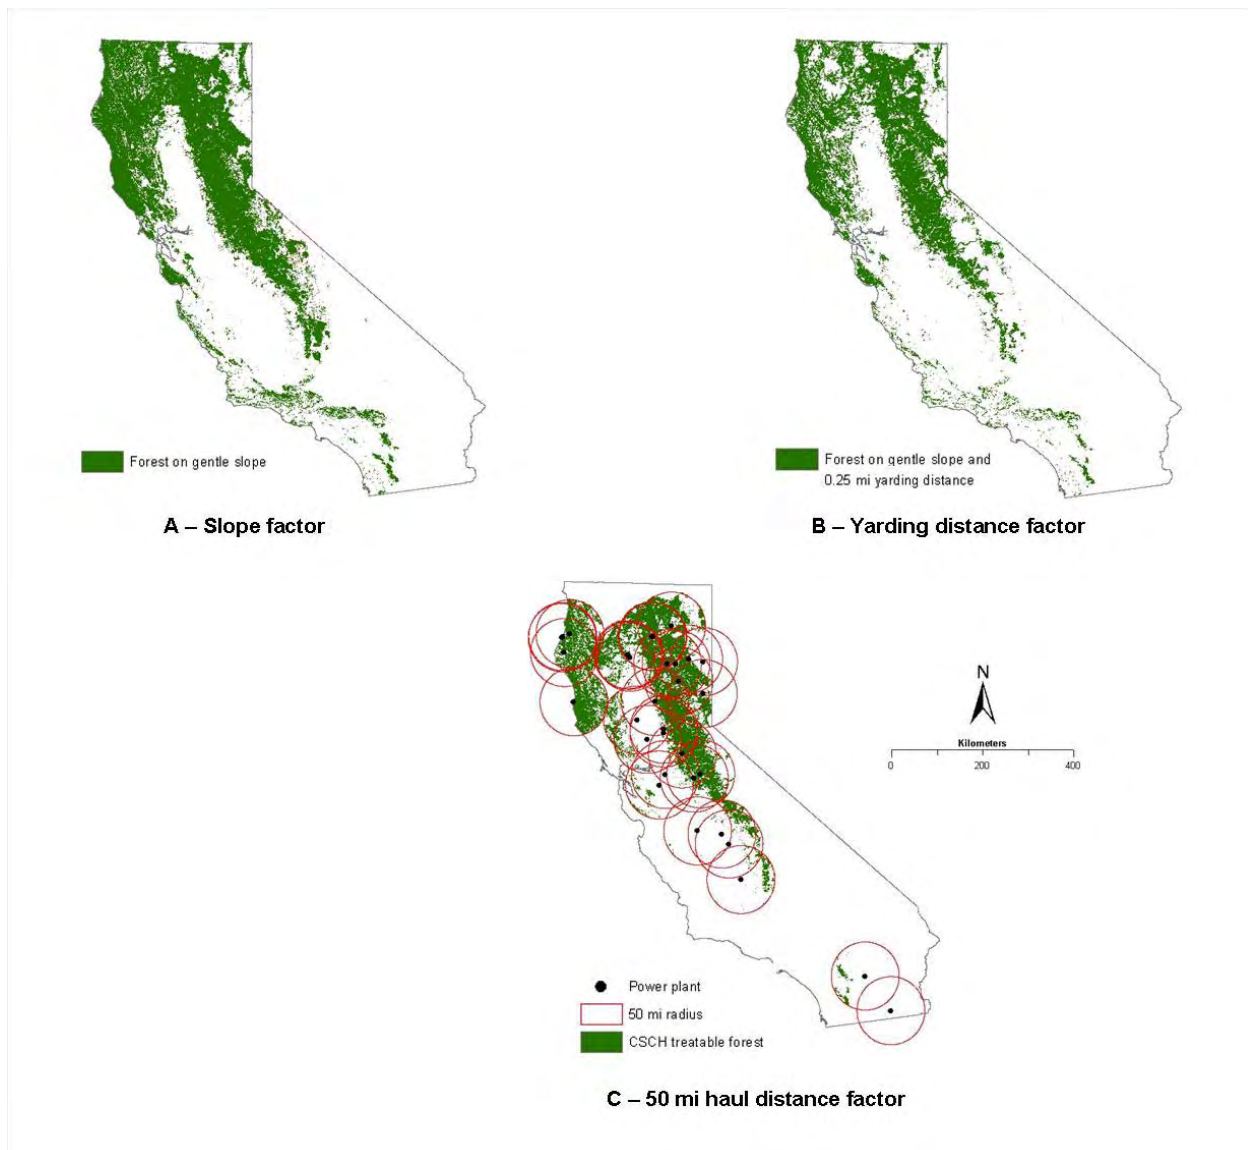 Forest on gentle slope
A – Slope factor
Forest on gentle slope and
0.25 mi yarding distance
B – Yarding distance factor
N
Kilometers
0 200 400
Power plant
50 mi radius
CSCH treatable forest
C – 50 mi haul distance factor